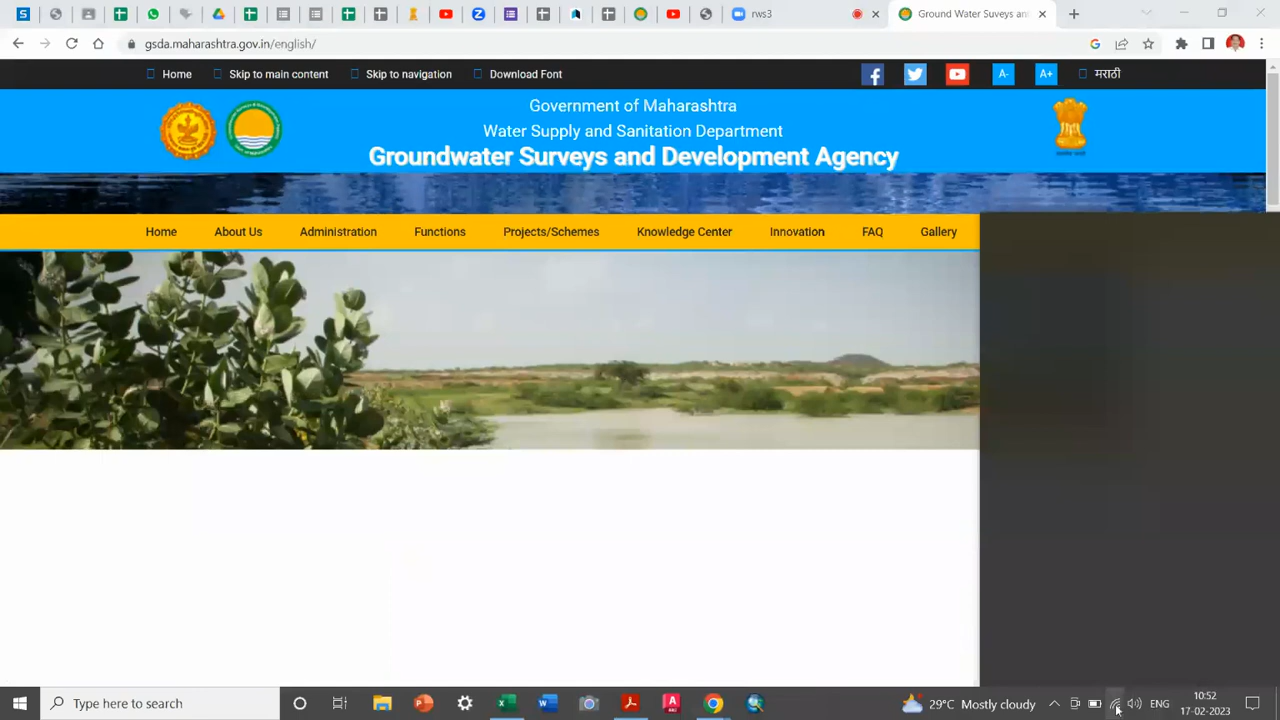 rws3
Ground Water Suveys an
gsda.maharashtra.gov.in/english/
Home Skip to main content Skip to navigation Download Font A- A+ मराठी
Government of Maharashtra
Water Supply and Sanitation Department
Groundwater Surveys and Development Agency
Home About Us Administration Functions Projects/Schemes Knowledge Center Innovation FAQ Gallery
Type here to search
29°C Mostly cloudy
ENG
10:52
17-02-2023